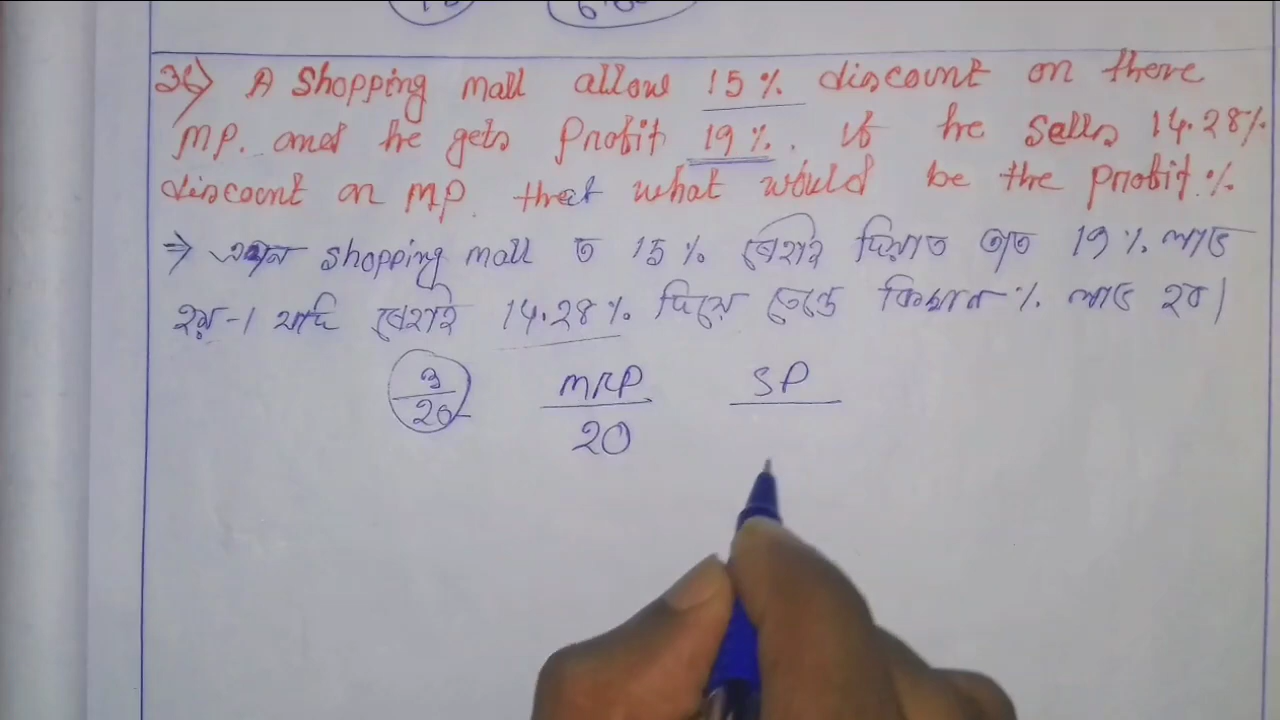 36) A Shopping mall allow 15% discount on there
MP. and he gets Profit 19%. if he sells 14.28%
discount on MP. that what would be the profit %
⇒ shopping mall ত 15% ৰেহাই দিয়াত তাত 19% লাভ
হয়।  যদি ৰেহাই 14.28% দিয়ে তেন্তে কিমান % লাভ হব।
3/20 MRP SP
20